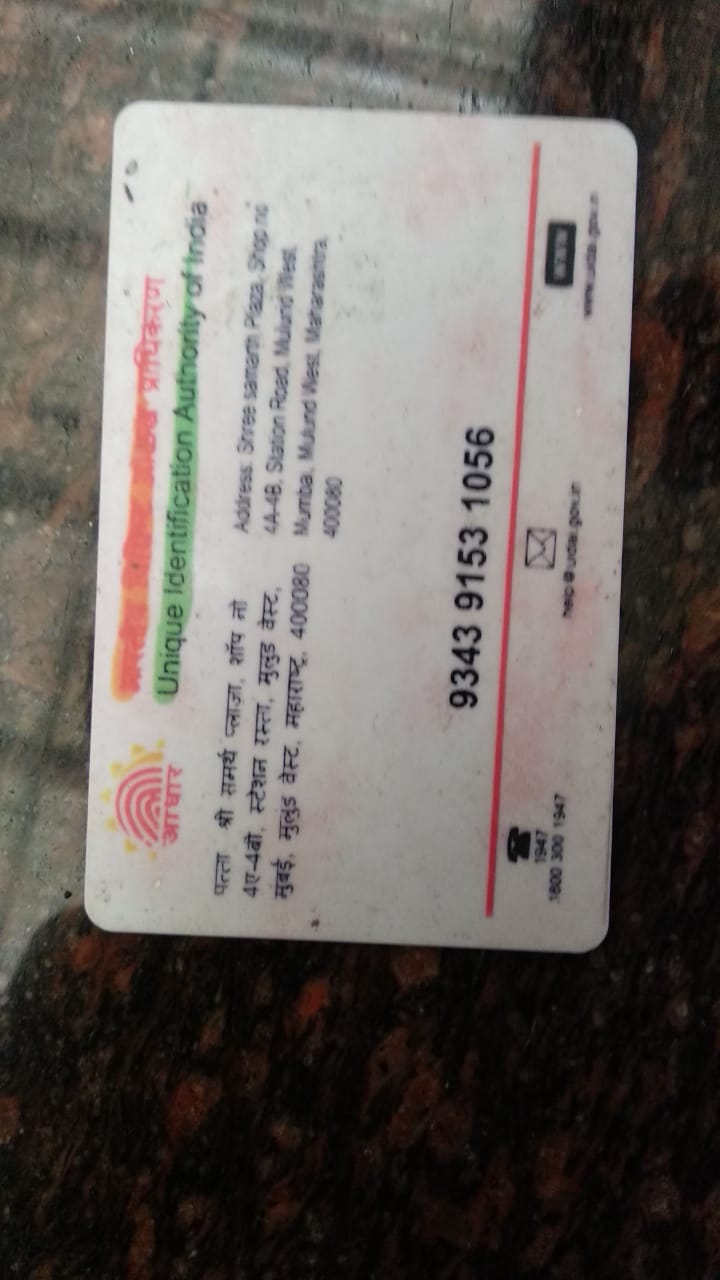 भारतीय विशिष्ट ओळख प्राधिकरण
Unique Identification Authority of India
आधार
पत्ता श्री समर्थ प्लाजा, शॉप नो
4ए-4बी, स्टेशन रस्ता, मुलुंड वेस्ट,
मुंबई, मुलुंड वेस्ट, महाराष्ट्र, 400080
Address: Shree samarth Plaza, Shop no
4A-4B, Station Road, Mulund West,
Mumbai, Mulund West, Maharashtra,
400080
9343 9153 1056
1947
1800 300 1947
help@uidai.gov.in
www.uidai.gov.in